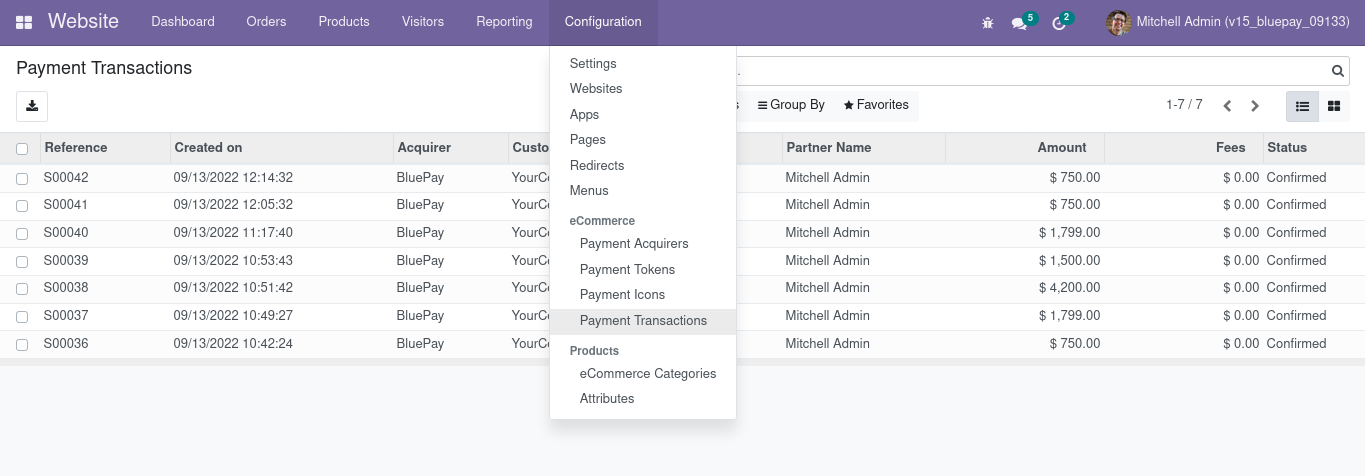 Website Dashboard Orders Products Visitors Reporting Configuration 5 2 Mitchell Admin (v15_bluepay_09133)
Payment Transactions
Group By Favorites 1-7 / 7
Settings
Websites
Apps
Pages
Redirects
Menus
eCommerce
Payment Acquirers
Payment Tokens
Payment Icons
Payment Transactions
Products
eCommerce Categories
Attributes
Reference Created on Acquirer Custo Partner Name Amount Fees Status
S00042 09/13/2022 12:14:32 BluePay YourC Mitchell Admin $ 750.00 $ 0.00 Confirmed
S00041 09/13/2022 12:05:32 BluePay YourC Mitchell Admin $ 750.00 $ 0.00 Confirmed
S00040 09/13/2022 11:17:40 BluePay YourC Mitchell Admin $ 1,799.00 $ 0.00 Confirmed
S00039 09/13/2022 10:53:43 BluePay YourC Mitchell Admin $ 1,500.00 $ 0.00 Confirmed
S00038 09/13/2022 10:51:42 BluePay YourC Mitchell Admin $ 4,200.00 $ 0.00 Confirmed
S00037 09/13/2022 10:49:27 BluePay YourC Mitchell Admin $ 1,799.00 $ 0.00 Confirmed
S00036 09/13/2022 10:42:24 BluePay YourC Mitchell Admin $ 750.00 $ 0.00 Confirmed